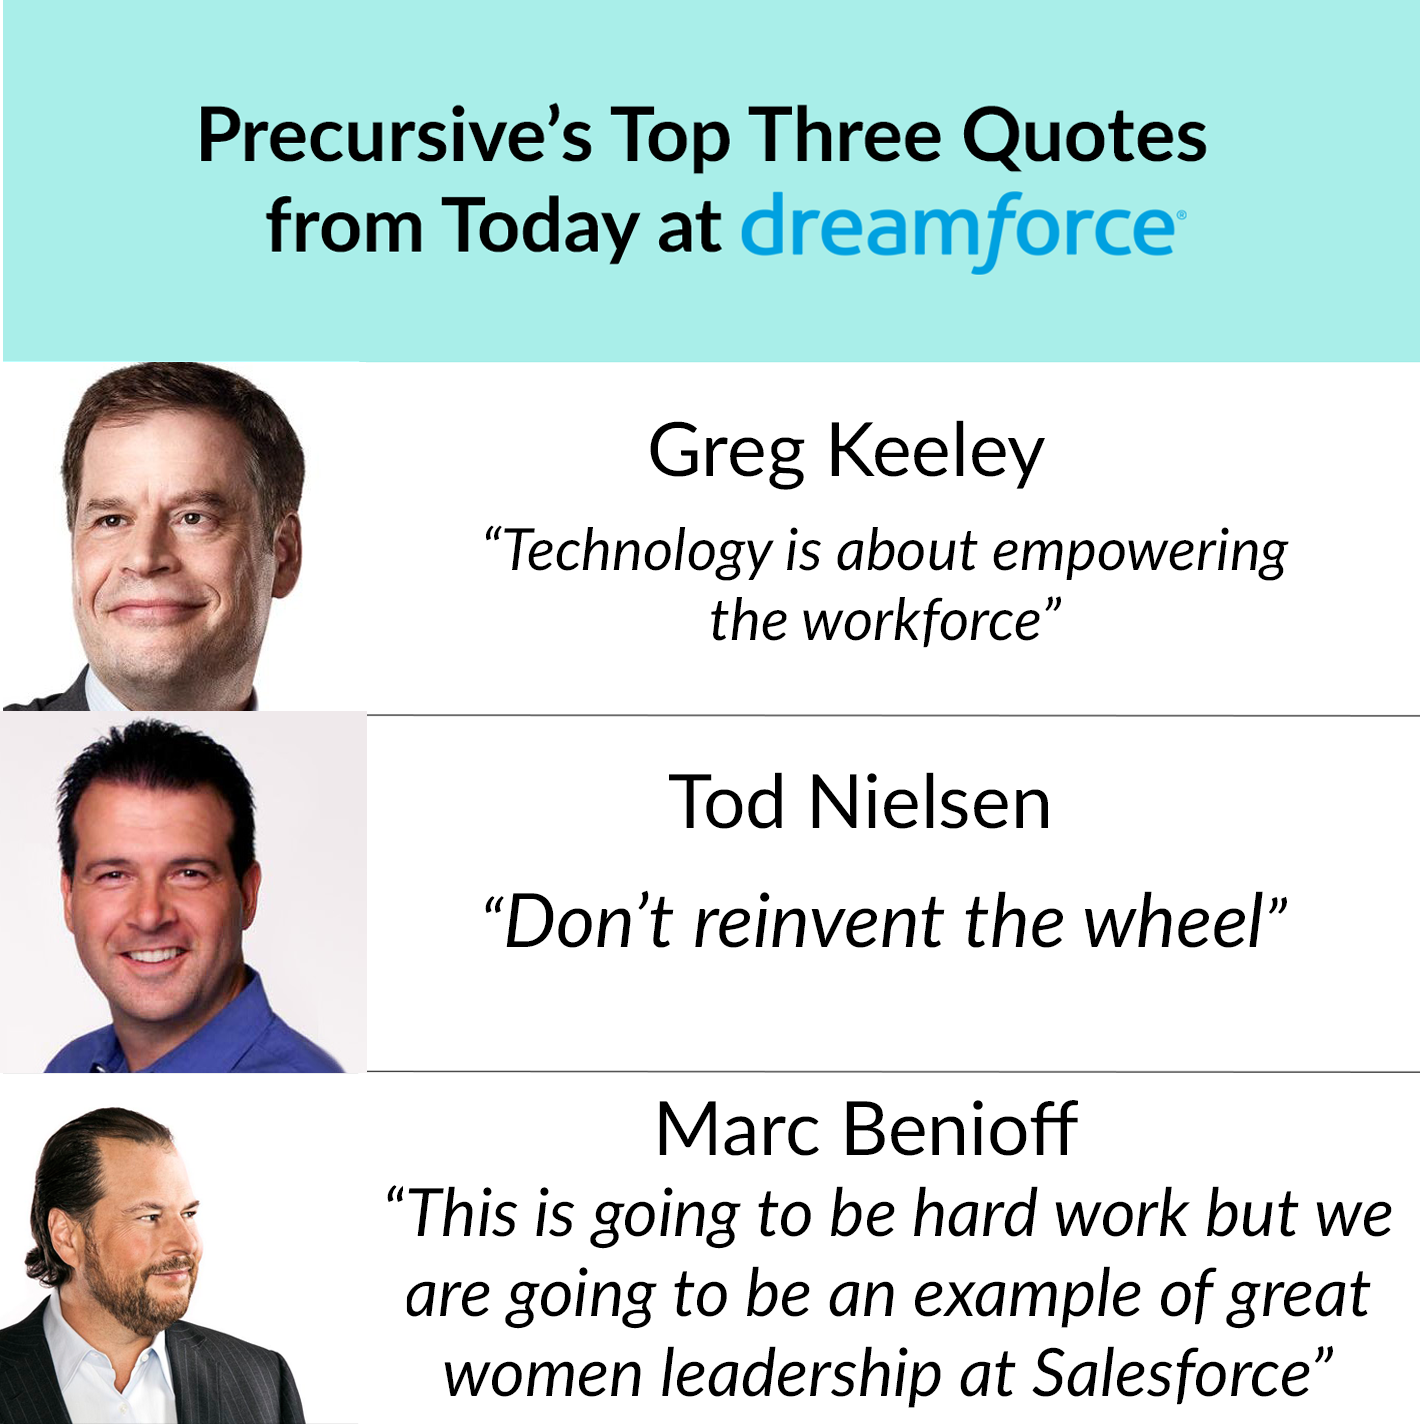 Precursive’s Top Three Quotes
from Today at dreamforce®
Greg Keeley
“Technology is about empowering
the workforce”
Tod Nielsen
“Don’t reinvent the wheel”
Marc Benioff
“This is going to be hard work but we
are going to be an example of great
women leadership at Salesforce”